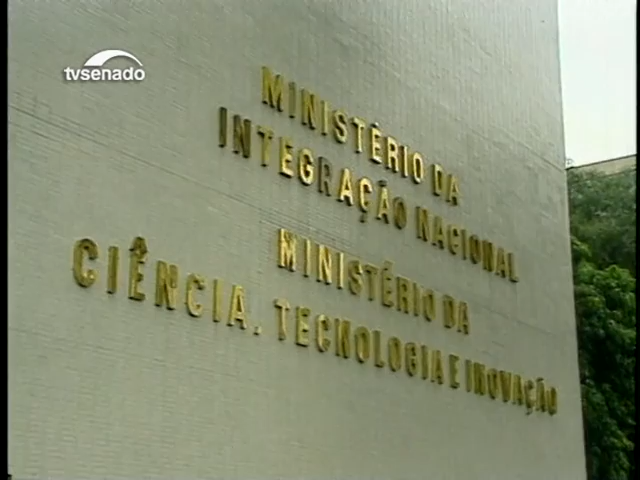 tvsenado
MINISTÉRIO DA
INTEGRAÇÃO NACIONAL
MINISTÉRIO DA
CIÊNCIA, TECNOLOGIA E INOVAÇÃO